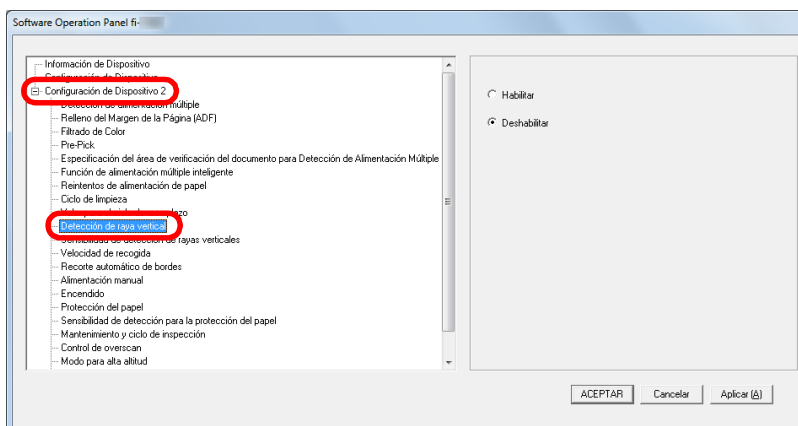 Software Operation Panel fi-
Información de Dispositivo
Configuración de Dispositivo
Configuración de Dispositivo 2
Detección de alimentación múltiple
Relleno del Margen de la Página (ADF)
Filtrado de Color
Pre-Pick
Especificación del área de verificación del documento para Detección de Alimentación Múltiple
Función de alimentación múltiple inteligente
Reintentos de alimentación de papel
Ciclo de limpieza
plazo
Detección de raya vertical
Sensibilidad de detección de rayas verticales
Velocidad de recogida
Recorte automático de bordes
Alimentación manual
Encendido
Protección del papel
Sensibilidad de detección para la protección del papel
Mantenimiento y ciclo de inspección
Control de overscan
Modo para alta altitud
Habilitar
Deshabilitar
ACEPTAR Cancelar Aplicar (A)